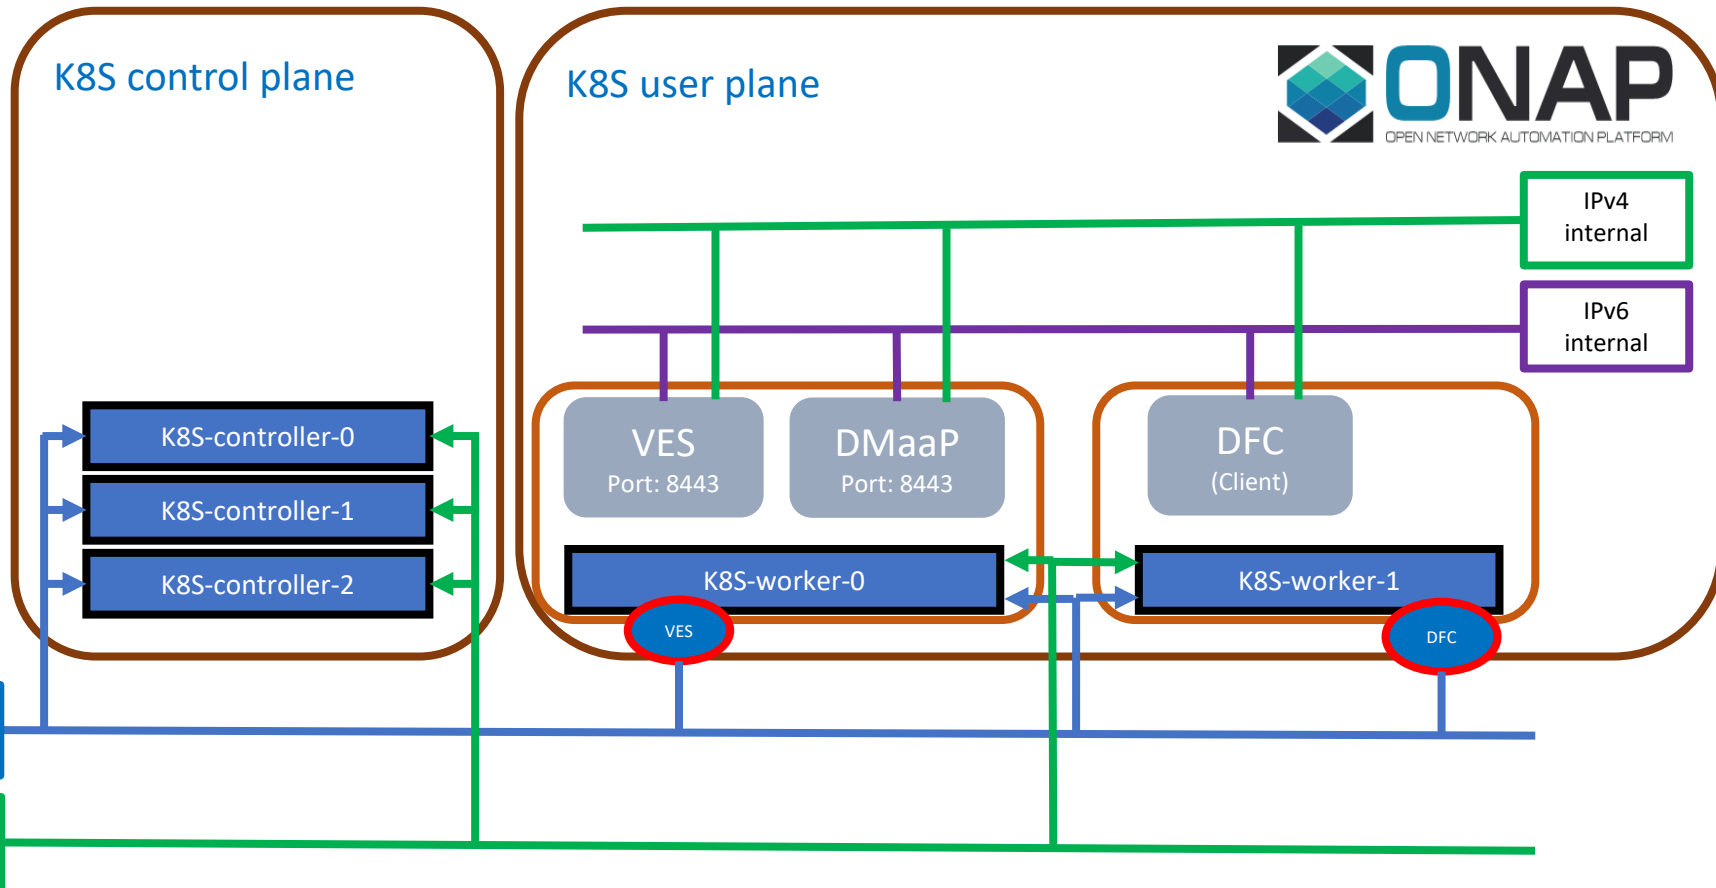 K8S control plane
K8S user plane
ONAP
OPEN NETWORK AUTOMATION PLATFORM
IPv4
internal
IPv6
internal
K8S-controller-0
K8S-controller-1
K8S-controller-2
VES
Port: 8443
DMaaP
Port: 8443
DFC
(Client)
K8S-worker-0
K8S-worker-1
VES
DFC